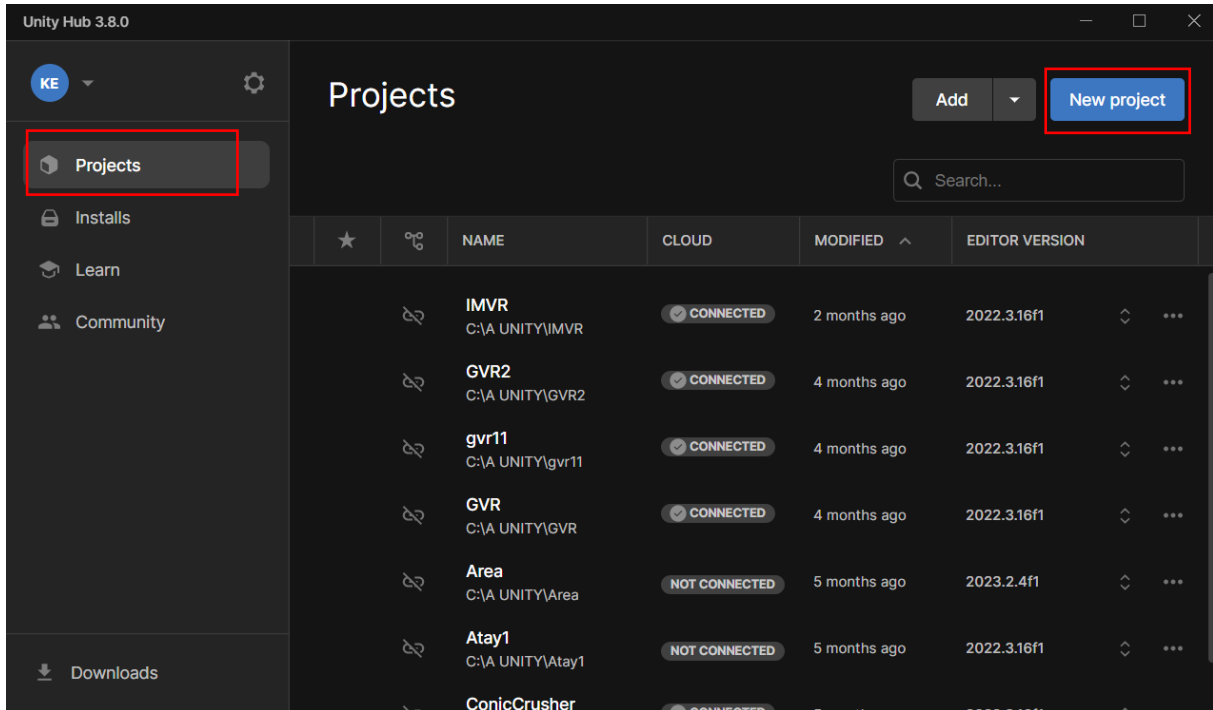 Unity Hub 3.8.0
KE
Projects
Installs
Learn
Community
Downloads
Projects
Add
New project
Search...
NAME CLOUD MODIFIED EDITOR VERSION
IMVR
C:\A UNITY\IMVR
CONNECTED 2 months ago 2022.3.16f1
GVR2
C:\A UNITY\GVR2
CONNECTED 4 months ago 2022.3.16f1
gvr11
C:\A UNITY\gvr11
CONNECTED 4 months ago 2022.3.16f1
GVR
C:\A UNITY\GVR
CONNECTED 4 months ago 2022.3.16f1
Area
C:\A UNITY\Area
NOT CONNECTED 5 months ago 2023.2.4f1
Atay1
C:\A UNITY\Atay1
NOT CONNECTED 5 months ago 2022.3.16f1
ConicCrusher